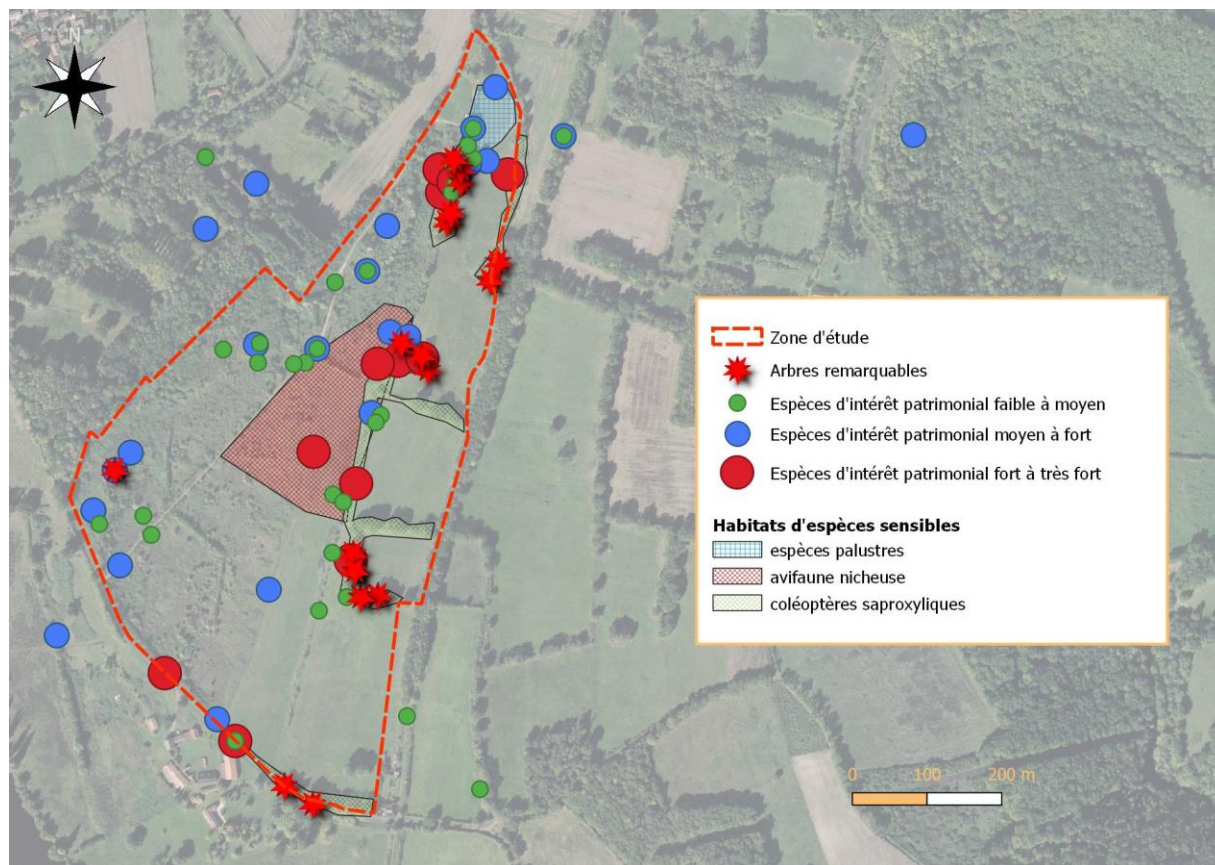 N
Zone d'étude
Arbres remarquables
Espèces d'intérêt patrimonial faible à moyen
Espèces d'intérêt patrimonial moyen à fort
Espèces d'intérêt patrimonial fort à très fort
Habitats d'espèces sensibles
espèces palustres
avifaune nicheuse
coléoptères saproxyliques
0 100 200 m